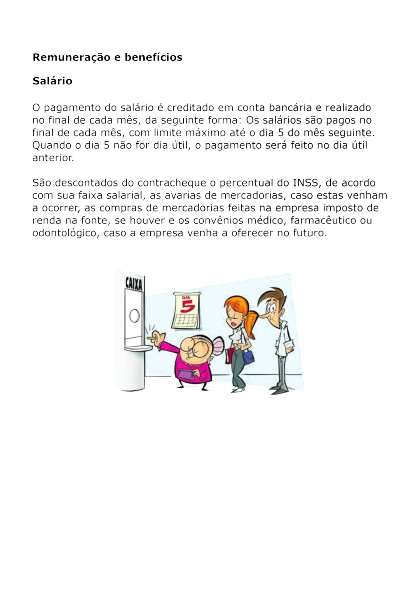 Remuneração e benefícios
Salário
O pagamento do salário é creditado em conta bancária e realizado
no final de cada mês, da seguinte forma: Os salários são pagos no
final de cada mês, com limite máximo até o dia 5 do mês seguinte.
Quando o dia 5 não for dia útil, o pagamento será feito no dia útil
anterior.
São descontados do contracheque o percentual do INSS, de acordo
com sua faixa salarial, as avarias de mercadorias, caso estas venham
a ocorrer, as compras de mercadorias feitas na empresa imposto de
renda na fonte, se houver e os convênios médico, farmacêutico ou
odontológico, caso a empresa venha a oferecer no futuro.
CAIXA
DIA
5